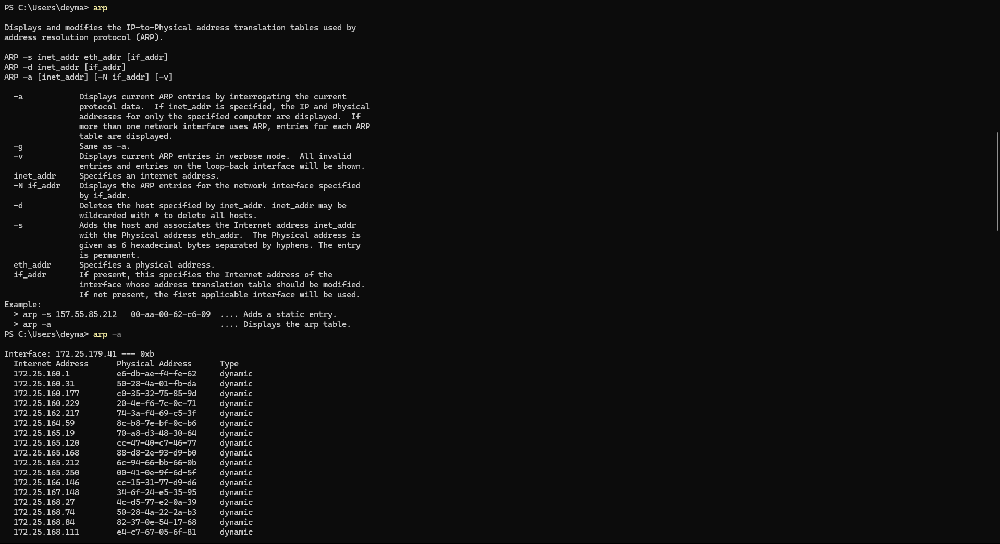 PS C:\Users\deyma> arp

Displays and modifies the IP-to-Physical address translation tables used by
address resolution protocol (ARP).

ARP -s inet_addr eth_addr [if_addr]
ARP -d inet_addr [if_addr]
ARP -a [inet_addr] [-N if_addr] [-v]

  -a            Displays current ARP entries by interrogating the current
                protocol data.  If inet_addr is specified, the IP and Physical
                addresses for only the specified computer are displayed.  If
                more than one network interface uses ARP, entries for each ARP
                table are displayed.
  -g            Same as -a.
  -v            Displays current ARP entries in verbose mode.  All invalid
                entries and entries on the loop-back interface will be shown.
  inet_addr     Specifies an internet address.
  -N if_addr    Displays the ARP entries for the network interface specified
                by if_addr.
  -d            Deletes the host specified by inet_addr. inet_addr may be
                wildcarded with * to delete all hosts.
  -s            Adds the host and associates the Internet address inet_addr
                with the Physical address eth_addr.  The Physical address is
                given as 6 hexadecimal bytes separated by hyphens. The entry
                is permanent.
  eth_addr      Specifies a physical address.
  if_addr       If present, this specifies the Internet address of the
                interface whose address translation table should be modified.
                If not present, the first applicable interface will be used.
Example:
  > arp -s 157.55.85.212   00-aa-00-62-c6-09  .... Adds a static entry.
  > arp -a                                    .... Displays the arp table.
PS C:\Users\deyma> arp -a

Interface: 172.25.179.41 --- 0xb
  Internet Address      Physical Address      Type
  172.25.160.1          e6-db-ae-f4-fe-62     dynamic
  172.25.160.31         50-28-4a-01-fb-da     dynamic
  172.25.160.177        c0-35-32-75-85-9d     dynamic
  172.25.160.229        20-4e-f6-7c-0c-71     dynamic
  172.25.162.217        74-3a-f4-69-c5-3f     dynamic
  172.25.164.59         8c-b8-7e-bf-0c-b6     dynamic
  172.25.165.19         70-a8-d3-48-30-64     dynamic
  172.25.165.120        cc-47-40-c7-46-77     dynamic
  172.25.165.168        88-d8-2e-93-d9-b0     dynamic
  172.25.165.212        6c-94-66-bb-66-0b     dynamic
  172.25.165.250        00-41-0e-9f-6d-5f     dynamic
  172.25.166.146        cc-15-31-77-d9-d6     dynamic
  172.25.167.148        34-6f-24-e5-35-95     dynamic
  172.25.168.27         4c-d5-77-e2-0a-39     dynamic
  172.25.168.74         50-28-4a-22-2a-b3     dynamic
  172.25.168.84         82-37-0e-54-17-68     dynamic
  172.25.168.111        e4-c7-67-05-6f-81     dynamic